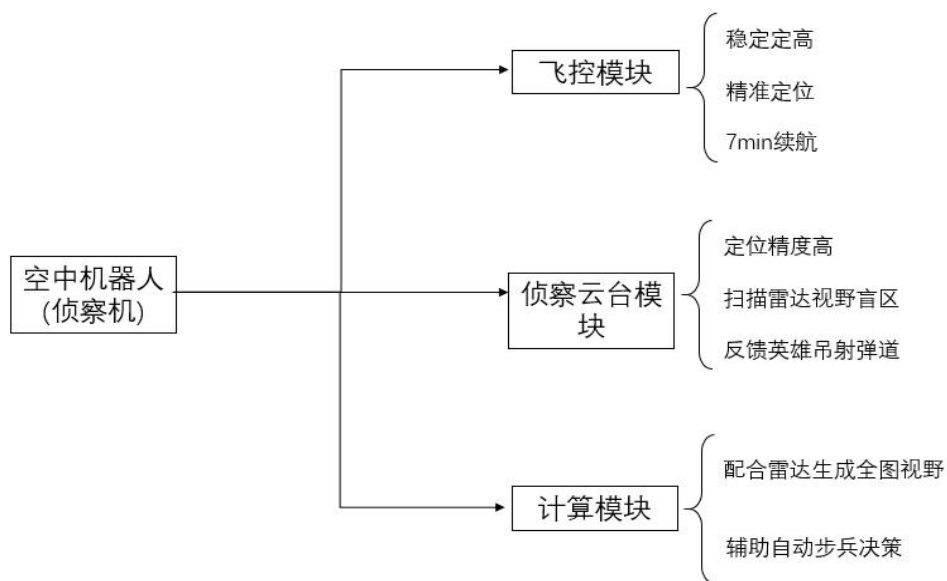 空中机器人
(侦察机)
飞控模块
稳定定高
精准定位
7min续航
侦察云台模
块
定位精度高
扫描雷达视野盲区
反馈英雄吊射弹道
计算模块
配合雷达生成全图视野
辅助自动步兵决策